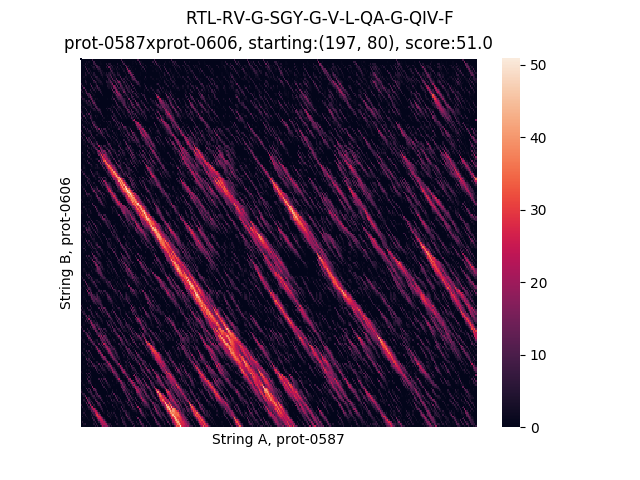 RTL-RV-G-SGY-G-V-L-QA-G-QIV-F
prot-0587xprot-0606, starting:(197, 80), score:51.0
String B, prot-0606
String A, prot-0587
50
40
30
20
10
0